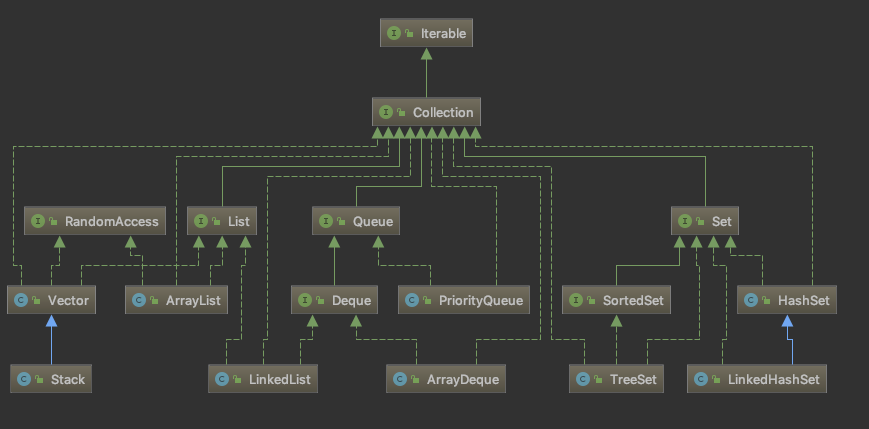 I Iterable
I Collection
I RandomAccess
I List
I Queue
I Set
C Vector
C ArrayList
I Deque
C PriorityQueue
I SortedSet
C HashSet
C Stack
C LinkedList
C ArrayDeque
C TreeSet
C LinkedHashSet